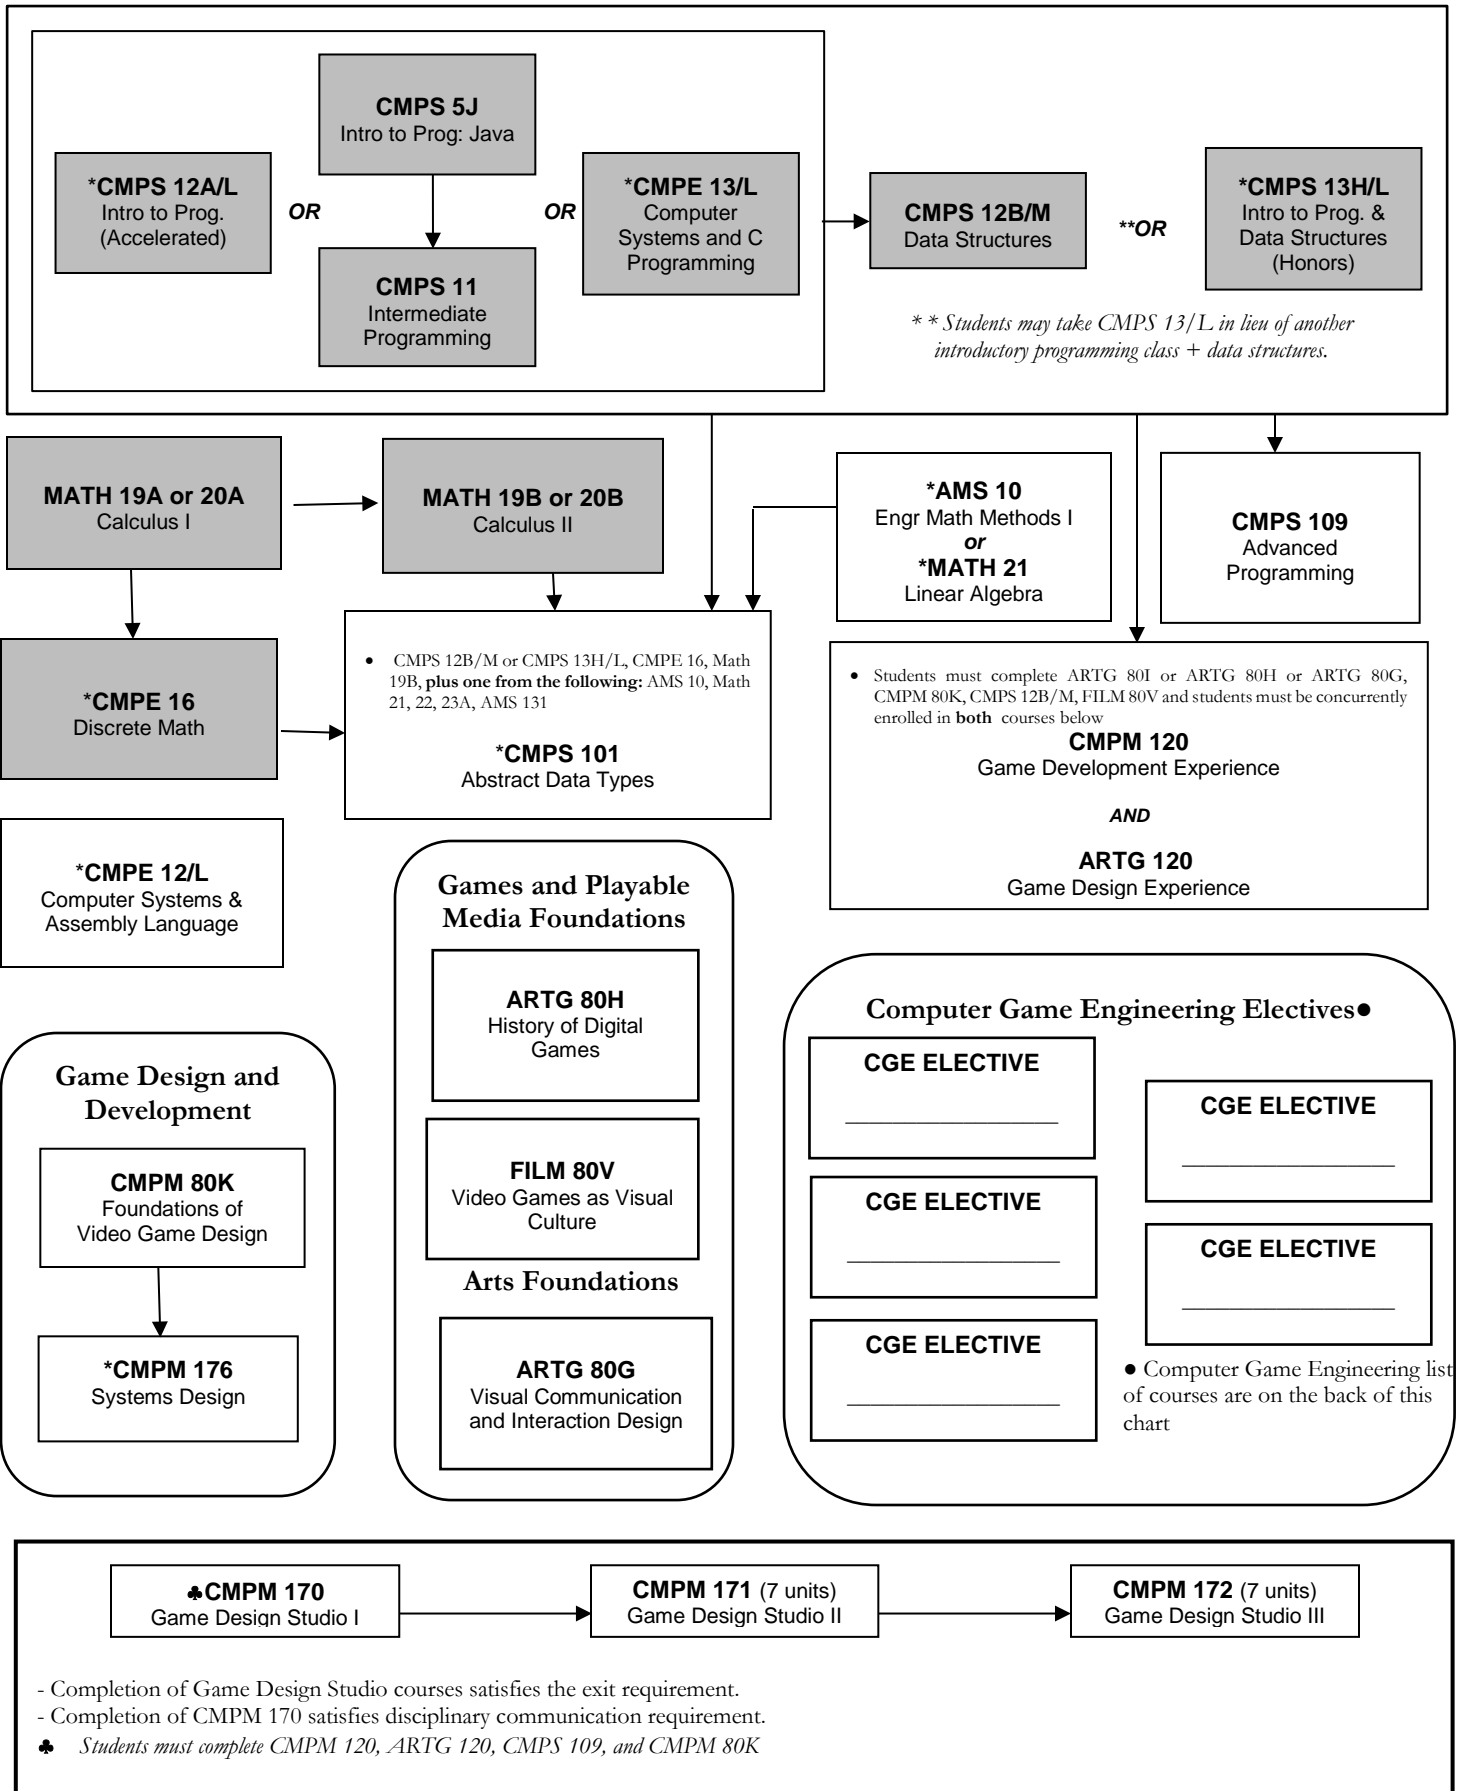 CMPS 5J
Intro to Prog: Java
*CMPS 12A/L
Intro to Prog.
(Accelerated)
OR
CMPS 11
Intermediate
Programming
OR
*CMPE 13/L
Computer
Systems and C
Programming
CMPS 12B/M
Data Structures
**OR
*CMPS 13H/L
Intro to Prog. &
Data Structures
(Honors)
* * Students may take CMPS 13/L in lieu of another
introductory programming class + data structures.
MATH 19A or 20A
Calculus I
MATH 19B or 20B
Calculus II
*AMS 10
Engr Math Methods I
or
*MATH 21
Linear Algebra
CMPS 109
Advanced
Programming
*CMPE 16
Discrete Math
• CMPS 12B/M or CMPS 13H/L, CMPE 16, Math
19B, plus one from the following: AMS 10, Math
21, 22, 23A, AMS 131
*CMPS 101
Abstract Data Types
• Students must complete ARTG 80I or ARTG 80H or ARTG 80G,
CMPM 80K, CMPS 12B/M, FILM 80V and students must be concurrently
enrolled in both courses below
CMPM 120
Game Development Experience
AND
ARTG 120
Game Design Experience
*CMPE 12/L
Computer Systems &
Assembly Language
Games and Playable
Media Foundations
ARTG 80H
History of Digital
Games
FILM 80V
Video Games as Visual
Culture
Arts Foundations
ARTG 80G
Visual Communication
and Interaction Design
Game Design and
Development
CMPM 80K
Foundations of
Video Game Design
*CMPM 176
Systems Design
Computer Game Engineering Electives●
CGE ELECTIVE
CGE ELECTIVE
CGE ELECTIVE
CGE ELECTIVE
CGE ELECTIVE
● Computer Game Engineering list
of courses are on the back of this
chart
♣CMPM 170
Game Design Studio I
CMPM 171 (7 units)
Game Design Studio II
CMPM 172 (7 units)
Game Design Studio III
- Completion of Game Design Studio courses satisfies the exit requirement.
- Completion of CMPM 170 satisfies disciplinary communication requirement.
♣ Students must complete CMPM 120, ARTG 120, CMPS 109, and CMPM 80K